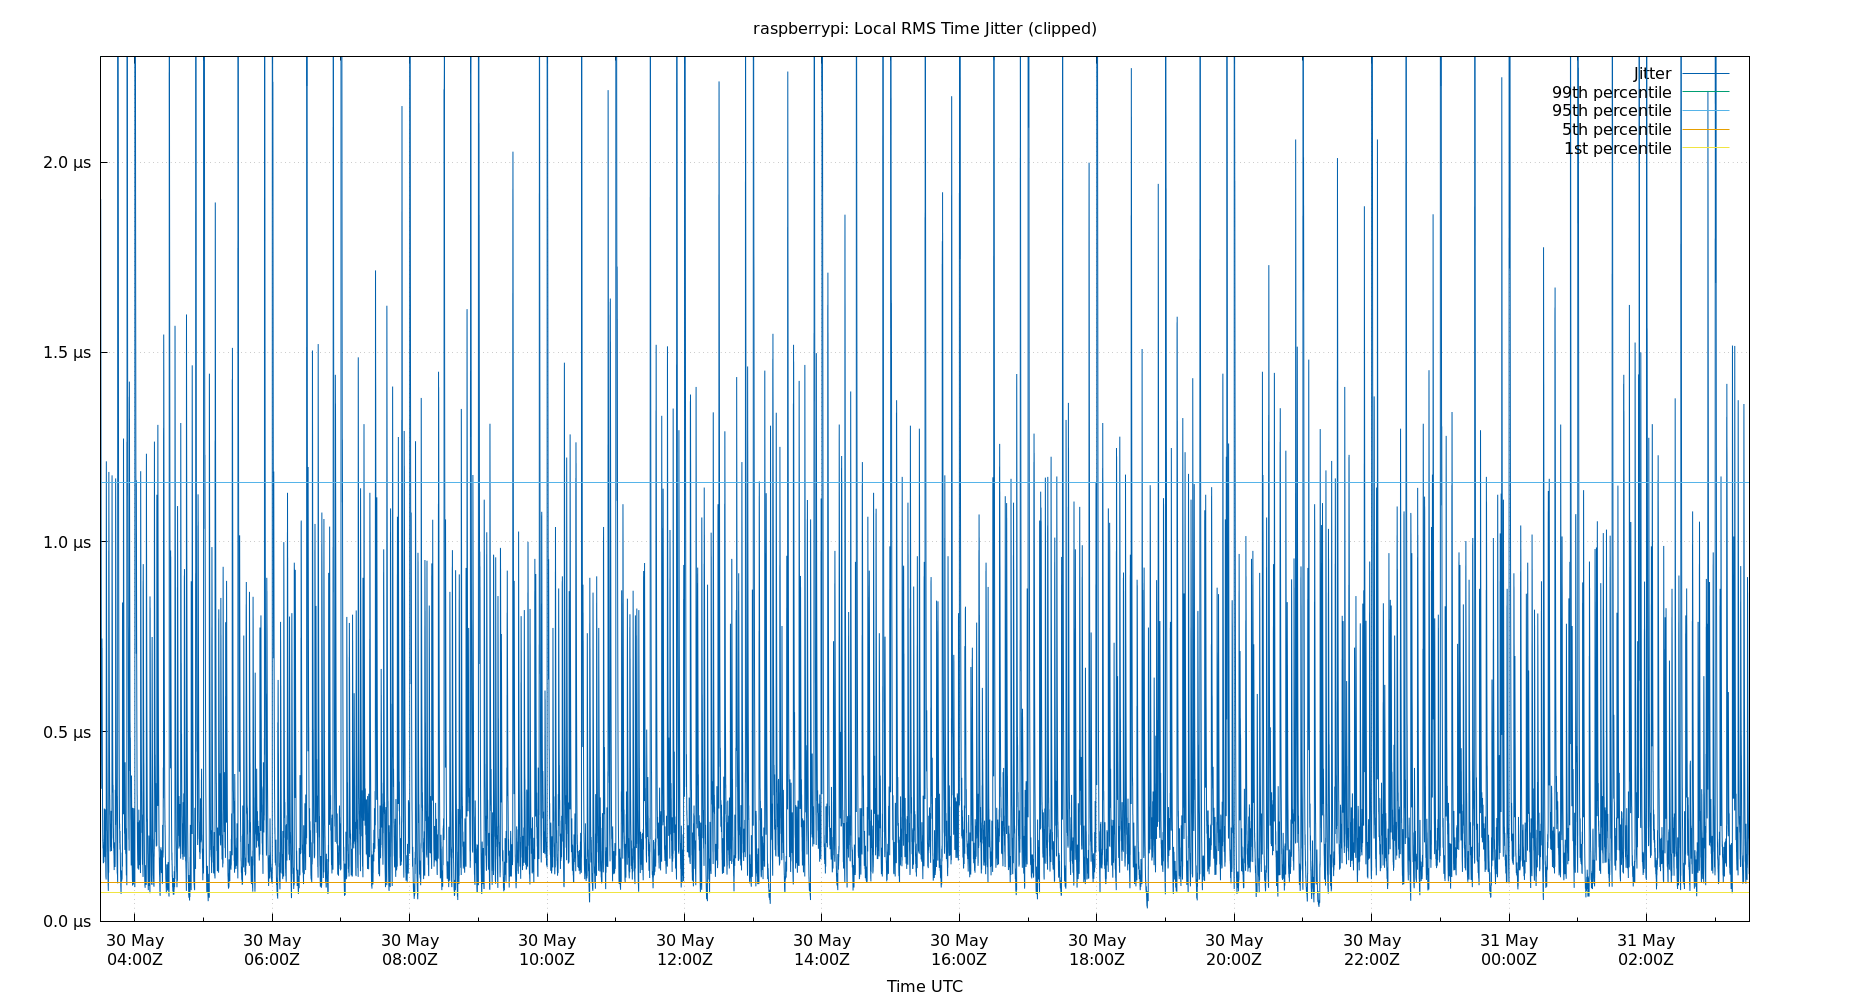 raspberrypi: Local RMS Time Jitter (clipped)
Jitter
99th percentile
95th percentile
5th percentile
1st percentile
2.0 µs
1.5 µs
1.0 µs
0.5 µs
0.0 µs
30 May 30 May 30 May 30 May 30 May 30 May 30 May 30 May 30 May 30 May 31 May 31 May
04:00Z 06:00Z 08:00Z 10:00Z 12:00Z 14:00Z 16:00Z 18:00Z 20:00Z 22:00Z 00:00Z 02:00Z
Time UTC